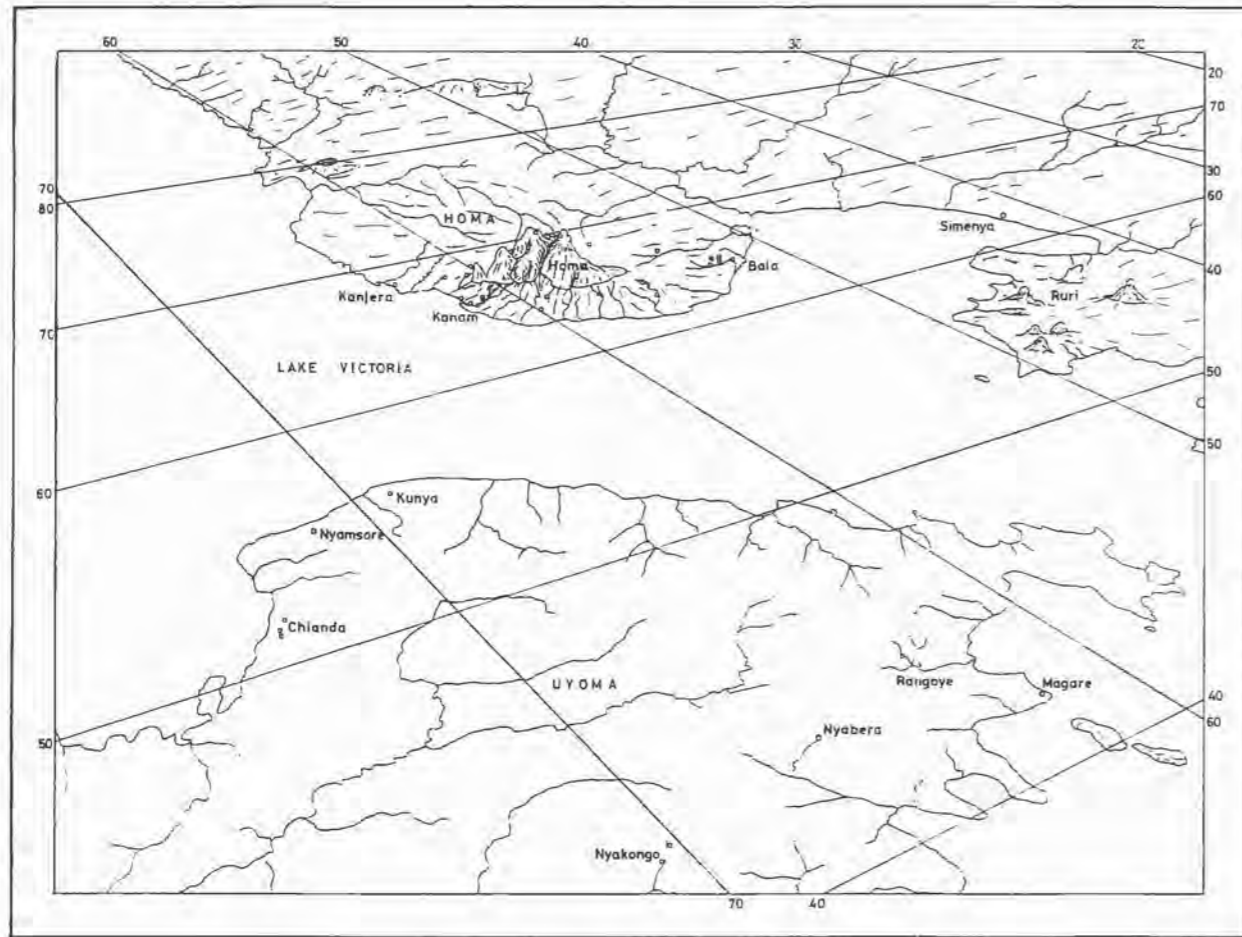 60 50 40 30 20
20
70
70
80
30
60
HOMA
Simenya
Homa
Bala
40
Kanjera
Ruri
Kanam
70
50
LAKE VICTORIA
50
60
Kunya
Nyamsore
Chianda
UYOMA
Rangoye
Magare
40
60
50
Nyabera
Nyakongo
70 40